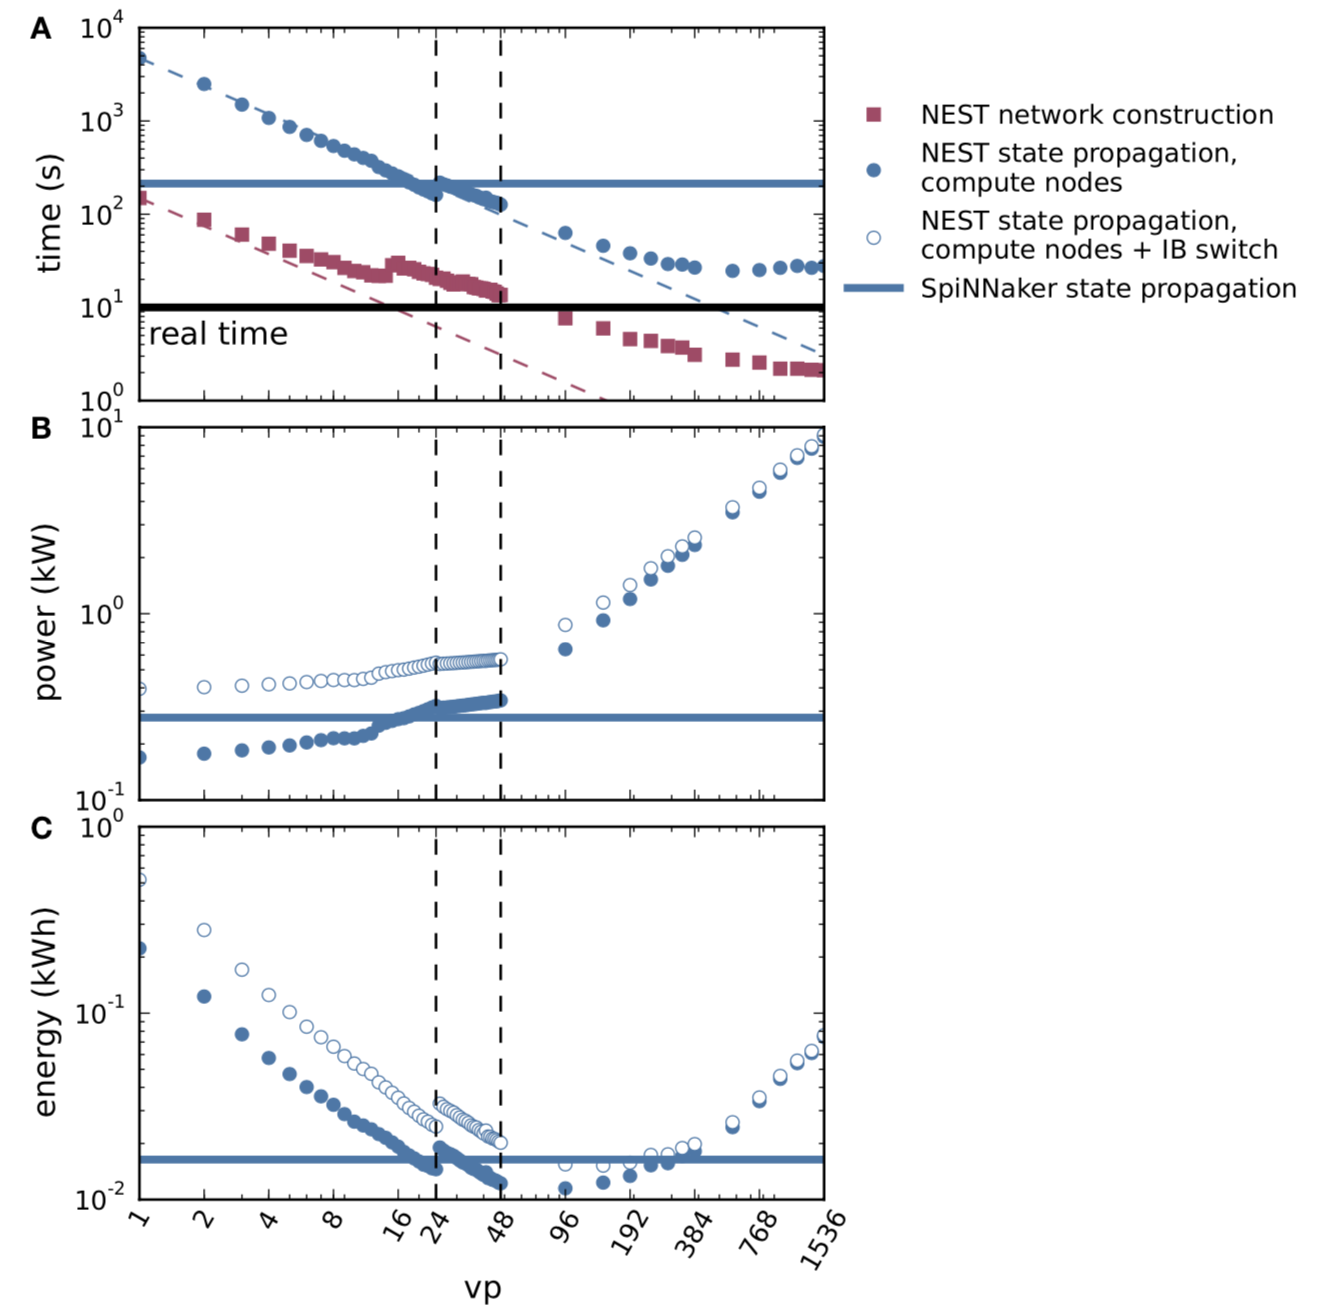 A
10^4
10^3
10^2
10^1
10^0
time (s)
real time
NEST network construction
NEST state propagation,
compute nodes
NEST state propagation,
compute nodes + IB switch
SpiNNaker state propagation
B
10^1
10^0
10^-1
power (kW)
C
10^0
10^-1
10^-2
energy (kWh)
1 2 4 8 16 24 48 96 192 384 768 1536
vp